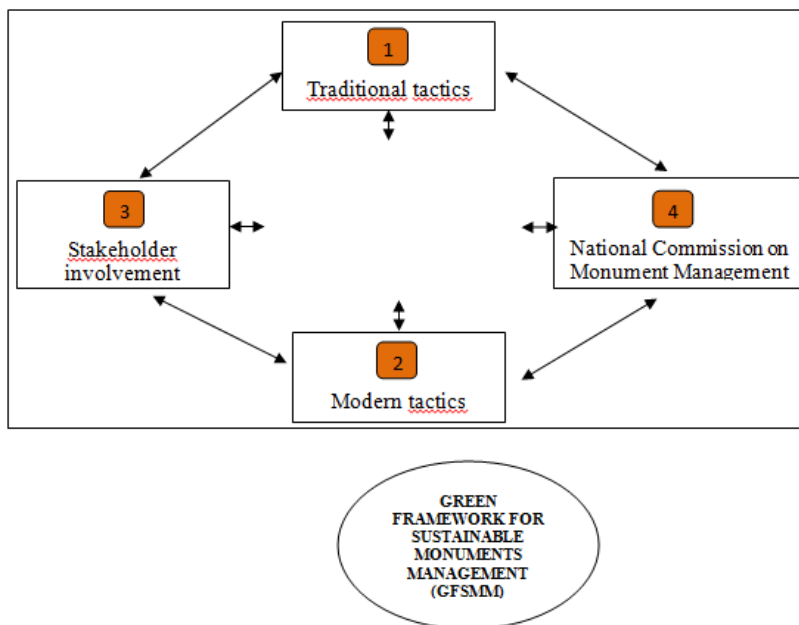 1
Traditional tactics
3
Stakeholder
involvement
4
National Commission on
Monument Management
2
Modern tactics
GREEN
FRAMEWORK FOR
SUSTAINABLE
MONUMENTS
MANAGEMENT
(GFSMM)